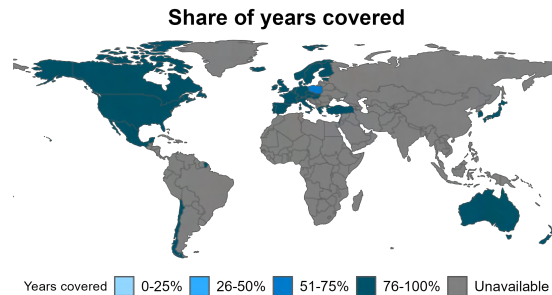 Share of years covered
Years covered 0-25% 26-50% 51-75% 76-100% Unavailable